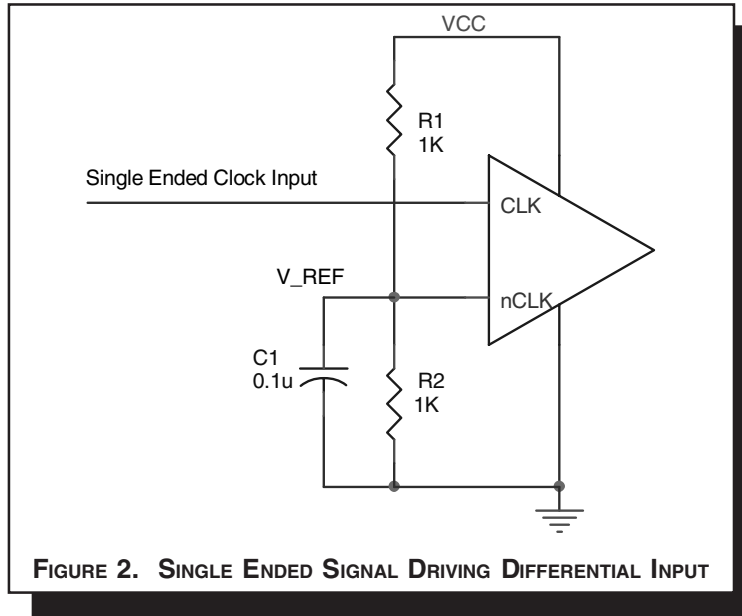 VCC
R1
1K
Single Ended Clock Input
CLK
V_REF
nCLK
C1
0.1u
R2
1K
FIGURE 2. SINGLE ENDED SIGNAL DRIVING DIFFERENTIAL INPUT